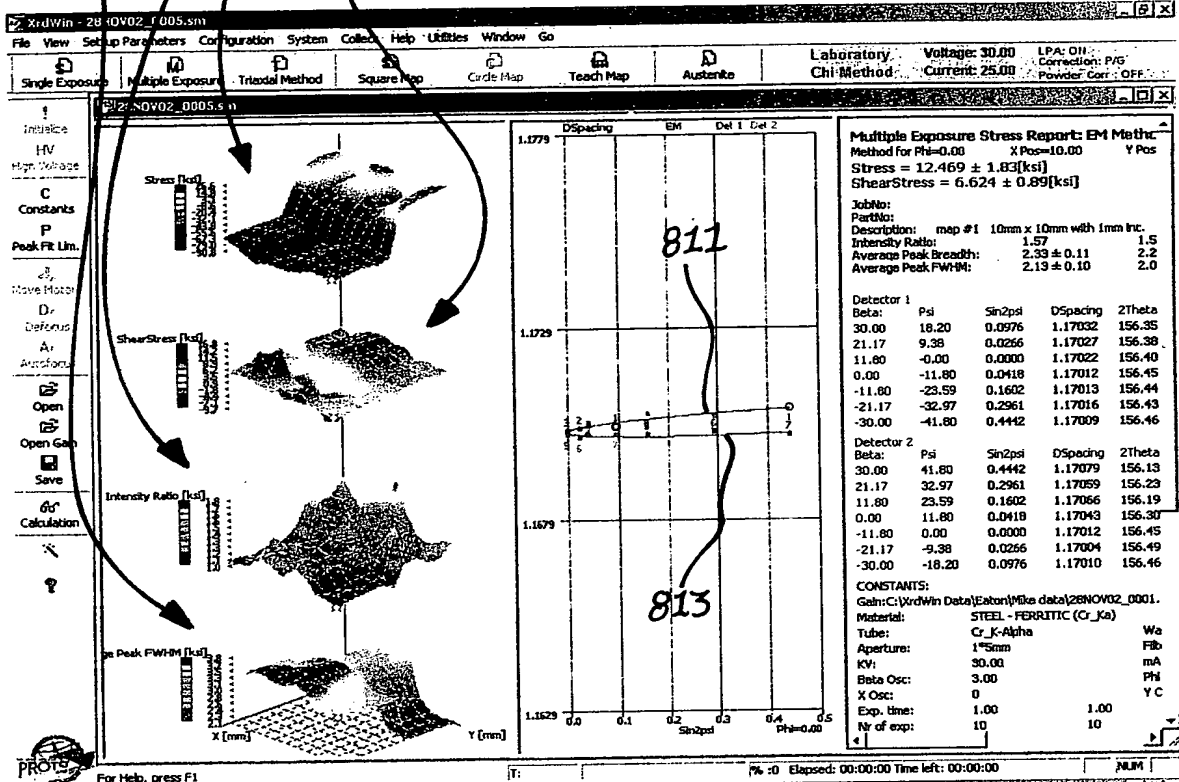 XrdWin - 28NOV02_0005.sm
File View Setup Parameters Configuration System Collect Help Utilities Window Go
Single Exposure Multiple Exposure Triaxial Method Square Map Circle Map Teach Map Austenite
Laboratory Chi Method
Voltage: 30.00 Current: 25.00
LPA: ON
Correction: P/G
Powder Corr : OFF
28NOV02_0005.sm
Initialize
HV
High Voltage
C
Constants
P
Peak Fit Lim.
Move Motor
Defocus
Autofocus
Open
Open Gain
Save
Calculation
Stress [ksi]
ShearStress [ksi]
Intensity Ratio [ksi]
ge Peak FWHM [ksi]
X [mm] Y [mm]
DSpacing EM Det 1 Det 2
1.1779
811
1.1729
1.1679
813
1.1629
0.0 0.1 0.2 0.3 0.4 0.5
Sin2psi Phi=0.00
Multiple Exposure Stress Report: EM Methc
Method for Phi=0.00 X Pos=10.00 Y Pos
Stress = 12.469 ± 1.83[ksi]
ShearStress = 6.624 ± 0.89[ksi]
JobNo:
PartNo:
Description: map #1 10mm x 10mm with 1mm inc.
Intensity Ratio: 1.57 1.5
Average Peak Breadth: 2.33 ± 0.11 2.2
Average Peak FWHM: 2.13 ± 0.10 2.0
Detector 1
Beta: Psi Sin2psi DSpacing 2Theta
30.00 18.20 0.0976 1.17032 156.35
21.17 9.38 0.0266 1.17027 156.38
11.80 -0.00 0.0000 1.17022 156.40
0.00 -11.80 0.0418 1.17012 156.45
-11.80 -23.59 0.1602 1.17013 156.44
-21.17 -32.97 0.2961 1.17016 156.43
-30.00 -41.80 0.4442 1.17009 156.46
Detector 2
Beta: Psi Sin2psi DSpacing 2Theta
30.00 41.80 0.4442 1.17079 156.13
21.17 32.97 0.2961 1.17059 156.23
11.80 23.59 0.1602 1.17066 156.19
0.00 11.80 0.0418 1.17043 156.30
-11.80 0.00 0.0000 1.17012 156.45
-21.17 -9.38 0.0266 1.17004 156.49
-30.00 -18.20 0.0976 1.17010 156.46
CONSTANTS:
Gain:C:\XrdWin Data\Eaton\Mike data\28NOV02_0001.
Material: STEEL - FERRITIC (Cr_Ka)
Tube: Cr_K-Alpha Wa
Aperture: 1*5mm Filt
KV: 30.00 mA
Beta Osc: 3.00 Phi
X Osc: 0 Y C
Exp. time: 1.00 1.00
Nr of exp: 10 10
PROTO
For Help, press F1
T: % :0 Elapsed: 00:00:00 Time left: 00:00:00 NUM